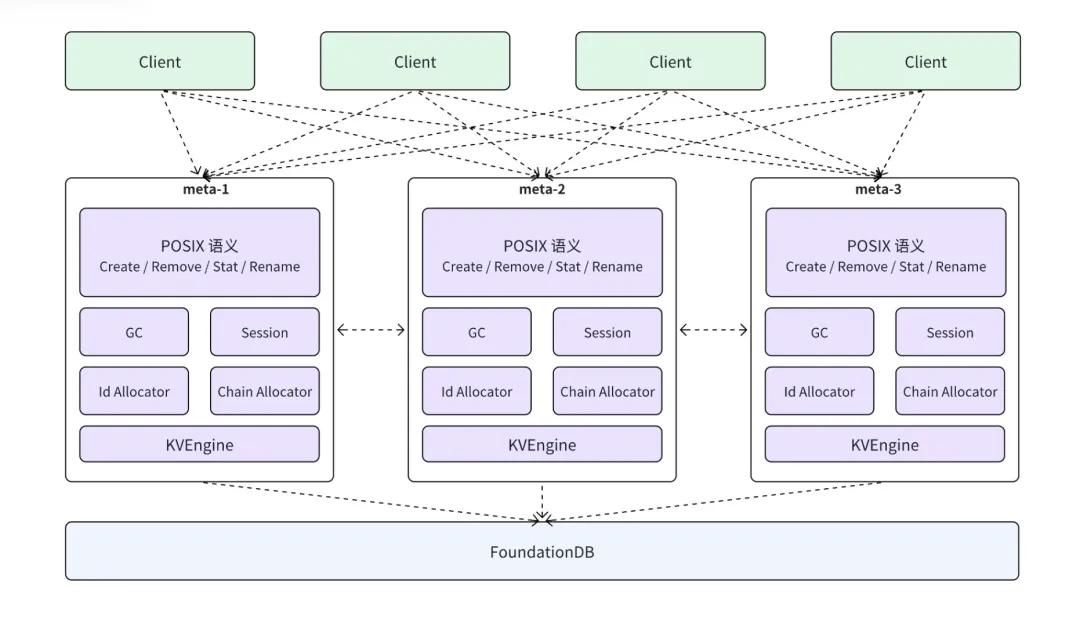 Client
Client
Client
Client
meta-1
meta-2
meta-3
POSIX 语义
Create / Remove / Stat / Rename
POSIX 语义
Create / Remove / Stat / Rename
POSIX 语义
Create / Remove / Stat / Rename
GC
Session
GC
Session
GC
Session
Id Allocator
Chain Allocator
Id Allocator
Chain Allocator
Id Allocator
Chain Allocator
KVEngine
KVEngine
KVEngine
FoundationDB